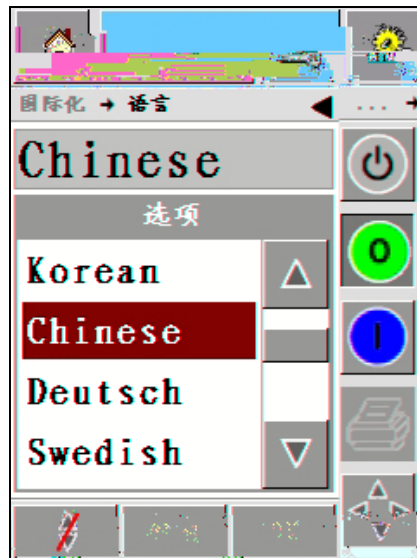 国际化 → 语言
... →
Chinese
选项
Korean
Chinese
Deutsch
Swedish
O
I